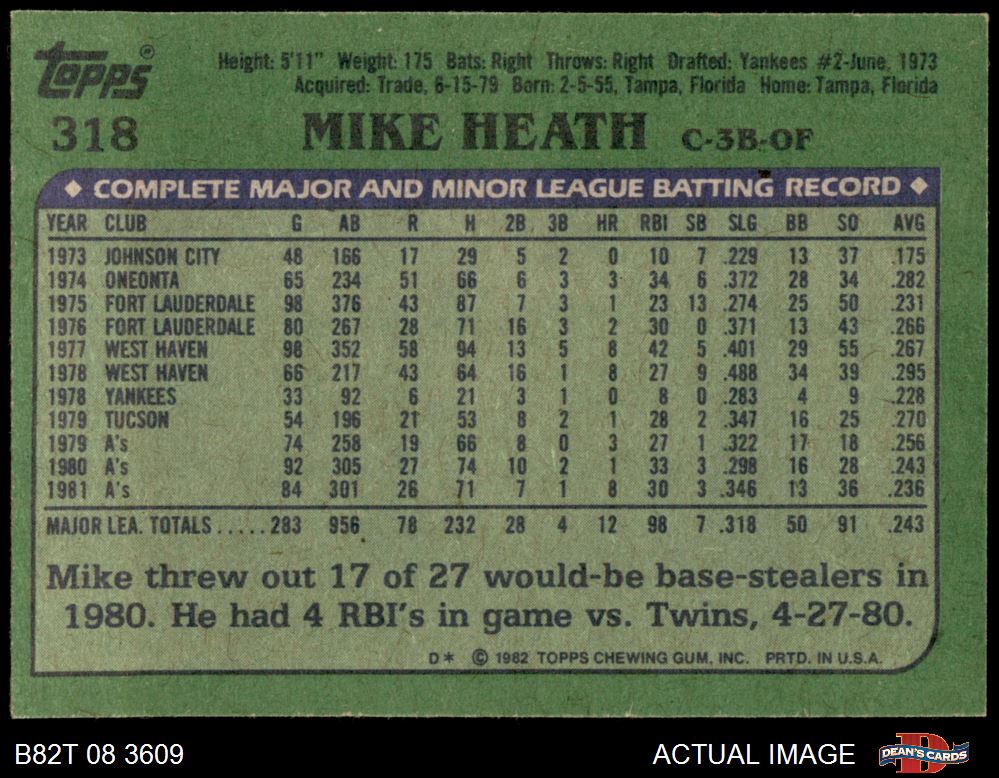 Topps®
Height: 5'11" Weight: 175 Bats: Right Throws: Right Drafted: Yankees #2-June, 1973
Acquired: Trade, 6-15-79 Born: 2-5-55, Tampa, Florida Home: Tampa, Florida
318 MIKE HEATH C-3B-OF
◆ COMPLETE MAJOR AND MINOR LEAGUE BATTING RECORD ◆
YEAR CLUB G AB R H 2B 3B HR RBI SB SLG BB SO AVG
1973 JOHNSON CITY 48 166 17 29 5 2 0 10 7 .229 13 37 .175
1974 ONEONTA 65 234 51 66 6 3 3 34 6 .372 28 34 .282
1975 FORT LAUDERDALE 98 376 43 87 7 3 1 23 13 .274 25 50 .231
1976 FORT LAUDERDALE 80 267 28 71 16 3 2 30 0 .371 13 43 .266
1977 WEST HAVEN 98 352 58 94 13 5 8 42 5 .401 29 55 .267
1978 WEST HAVEN 66 217 43 64 16 1 8 27 9 .488 34 39 .295
1978 YANKEES 33 92 6 21 3 1 0 8 0 .283 4 9 .228
1979 TUCSON 54 196 21 53 8 2 1 28 2 .347 16 25 .270
1979 A's 74 258 19 66 8 0 3 27 1 .322 17 18 .256
1980 A's 92 305 27 74 10 2 1 33 3 .298 16 28 .243
1981 A's 84 301 26 71 7 1 8 30 3 .346 13 36 .236
MAJOR LEA. TOTALS ..... 283 956 78 232 28 4 12 98 7 .318 50 91 .243
Mike threw out 17 of 27 would-be base-stealers in
1980. He had 4 RBI's in game vs. Twins, 4-27-80.
D* © 1982 TOPPS CHEWING GUM, INC. PRTD. IN U.S.A.
B82T 08 3609 ACTUAL IMAGE DEAN'S CARDS